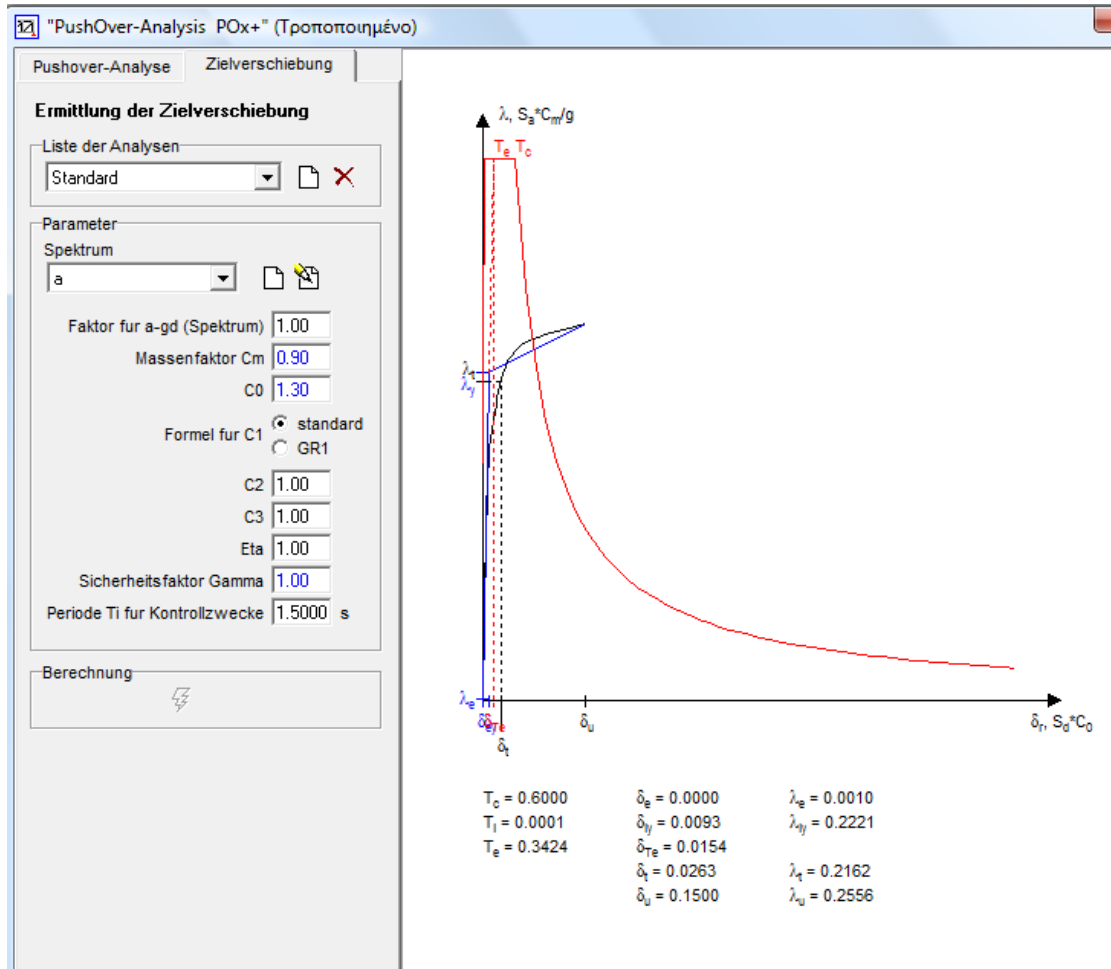 "PushOver-Analysis POx+" (Τροποποιημένο)
Pushover-Analyse Zielverschiebung
Ermittlung der Zielverschiebung
Liste der Analysen
Standard
Parameter
Spektrum
a
Faktor fur a-gd (Spektrum) 1.00
Massenfaktor Cm 0.90
C0 1.30
Formel fur C1 standard
GR1
C2 1.00
C3 1.00
Eta 1.00
Sicherheitsfaktor Gamma 1.00
Periode Ti fur Kontrollzwecke 1.5000 s
Berechnung
λ, Sa*Cm/g
Te Tc
λt
λy
λe
δe δy δTe
δt
δu
δr, Sd*C0
Tc = 0.6000 δe = 0.0000 λe = 0.0010
Ti = 0.0001 δly = 0.0093 λly = 0.2221
Te = 0.3424 δTe = 0.0154
δt = 0.0263 λt = 0.2162
δu = 0.1500 λu = 0.2556